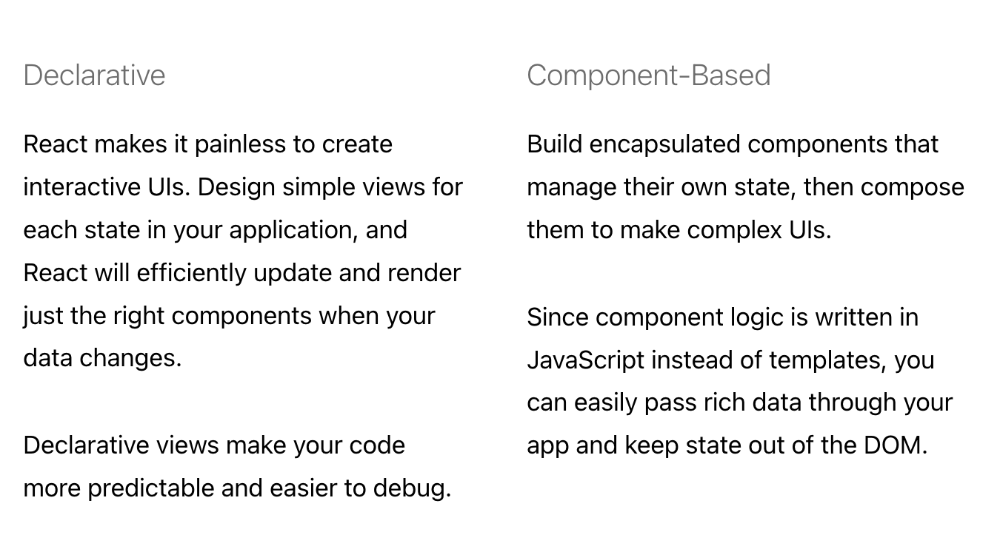 Declarative
React makes it painless to create
interactive UIs. Design simple views for
each state in your application, and
React will efficiently update and render
just the right components when your
data changes.
Declarative views make your code
more predictable and easier to debug.
Component-Based
Build encapsulated components that
manage their own state, then compose
them to make complex UIs.
Since component logic is written in
JavaScript instead of templates, you
can easily pass rich data through your
app and keep state out of the DOM.